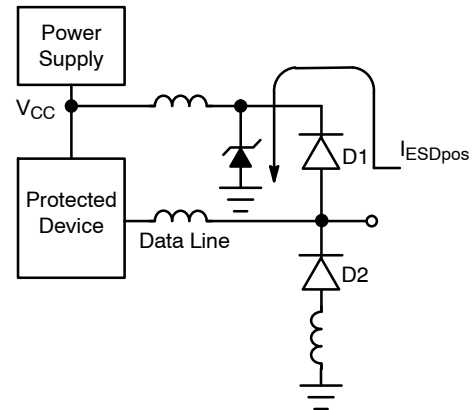 Power
Supply
VCC
D1
IESDpos
Protected
Device
Data Line
D2